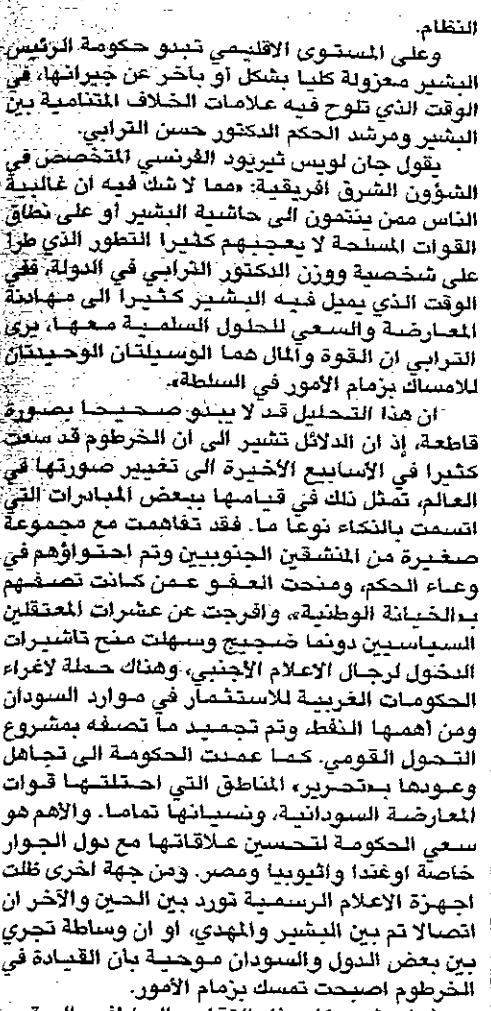 النظام.
وعلى المستوى الاقليمي تبدو حكومة الرئيس
البشير معزولة كليا بشكل أو بآخر عن جيرانها، في
الوقت الذي تلوح فيه علامات الخلاف المتنامية بين
البشير ومرشد الحكم الدكتور حسن الترابي.
يقول جان لويس ثيريود الفرنسي المتخصص في
الشؤون الشرق افريقية: «مما لا شك فيه ان غالبية
الناس ممن ينتمون الى حاشية البشير أو على نطاق
القوات المسلحة لا يعجبهم كثيرا التطور الذي طرا
على شخصية ووزن الدكتور الترابي في الدولة، ففي
الوقت الذي يميل فيه البشير كثيرا الى مهادنة
المعارضة والسعي للحلول السلمية معها، يرى
الترابي ان القوة والمال هما الوسيلتان الوحيدتان
للامساك بزمام الأمور في السلطة».
ان هذا التحليل قد لا يبدو صحيحا بصورة
قاطعة، إذ ان الدلائل تشير الى ان الخرطوم قد سعت
كثيرا في الأسابيع الأخيرة الى تغيير صورتها في
العالم، تمثل ذلك في قيامها ببعض المبادرات التي
اتسمت بالذكاء نوعا ما. فقد تفاهمت مع مجموعة
صغيرة من المنشقين الجنوبيين وتم احتواؤهم في
وعاء الحكم، ومنحت العفو عمن كانت تصفهم
بـ«الخيانة الوطنية»، وافرجت عن عشرات المعتقلين
السياسيين دونما ضجيج وسهلت منح تاشيرات
الدخول لرجال الاعلام الأجنبي، وهناك حملة لاغراء
الحكومات الغربية للاستثمار في موارد السودان
ومن اهمها النفط، وتم تجميد ما تصفه بمشروع
التحول القومي. كما عمدت الحكومة الى تجاهل
وعودها بـ«تحرير» المناطق التي احتلتها قوات
المعارضة السودانية، ونسيانها تماما. والأهم هو
سعي الحكومة لتحسين علاقاتها مع دول الجوار
خاصة اوغندا واثيوبيا ومصر. ومن جهة اخرى ظلت
اجهزة الاعلام الرسمية تورد بين الحين والآخر ان
اتصالا تم بين البشير والمهدي، او ان وساطة تجري
بين بعض الدول والسودان موحية بان القيادة في
الخرطوم اصبحت تمسك بزمام الأمور.